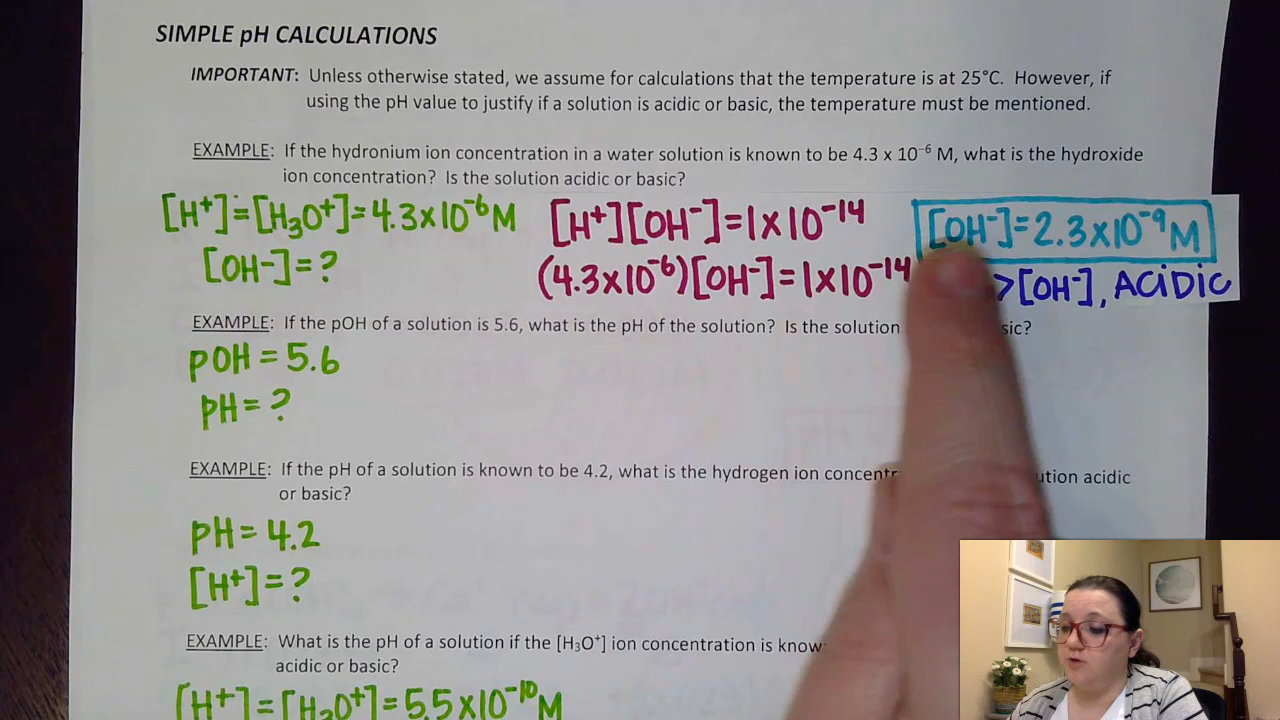 SIMPLE pH CALCULATIONS
IMPORTANT: Unless otherwise stated, we assume for calculations that the temperature is at 25°C. However, if
using the pH value to justify if a solution is acidic or basic, the temperature must be mentioned.
EXAMPLE: If the hydronium ion concentration in a water solution is known to be 4.3 x 10⁻⁶ M, what is the hydroxide
ion concentration? Is the solution acidic or basic?
[H⁺]=[H₃O⁺]=4.3x10⁻⁶M [H⁺][OH⁻]=1x10⁻¹⁴ [OH⁻]=2.3x10⁻⁹M
[OH⁻]=? (4.3x10⁻⁶)[OH⁻]=1x10⁻¹⁴ >[OH⁻], ACiDiC
EXAMPLE: If the pOH of a solution is 5.6, what is the pH of the solution? Is the solution
pOH=5.6
pH=?
EXAMPLE: If the pH of a solution is known to be 4.2, what is the hydrogen ion acidic
or basic?
pH=4.2
[H⁺]=?
EXAMPLE: What is the pH of a solution if the [H₃O⁺] ion concentration is
acidic or basic?
[H⁺]=[H₃O⁺]=5.5x10⁻¹⁰M